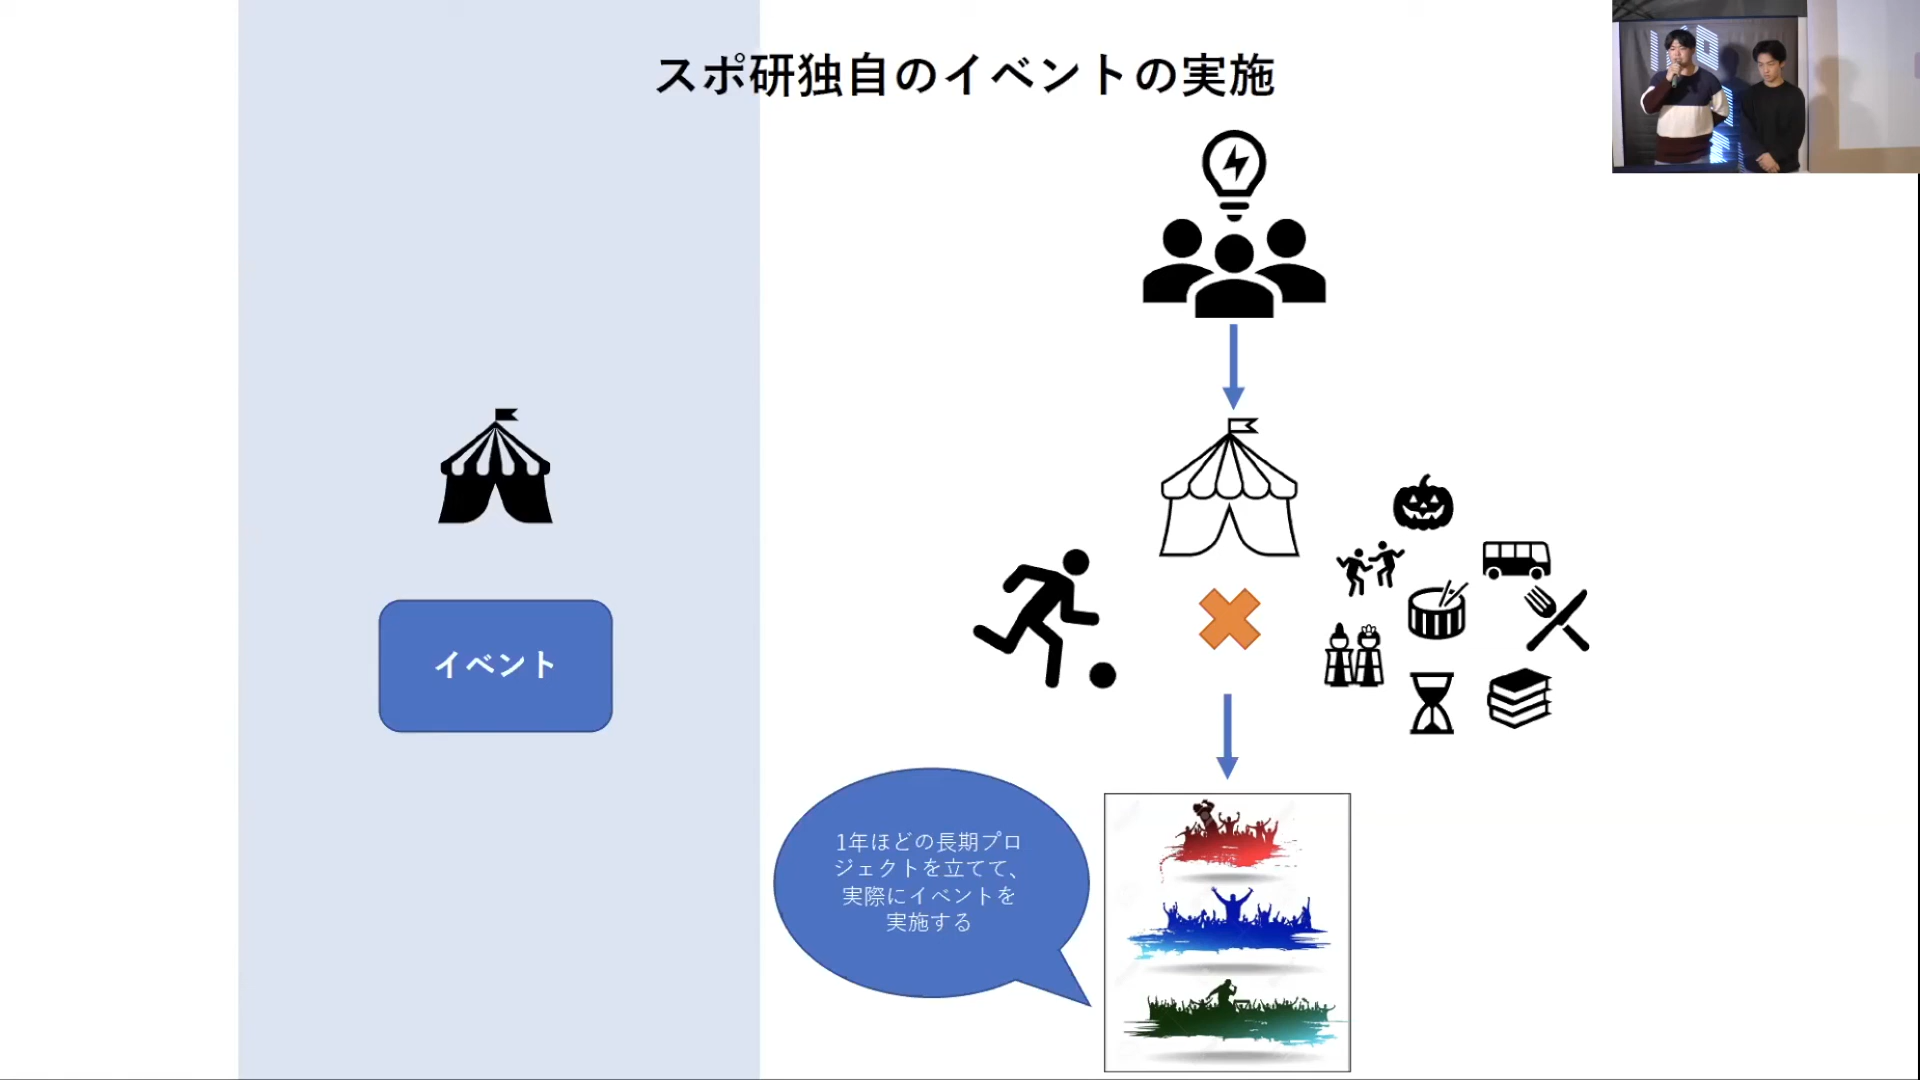 スポ研独自のイベントの実施
イベント
1年ほどの長期プロ
ジェクトを立てて、
実際にイベントを
実施する